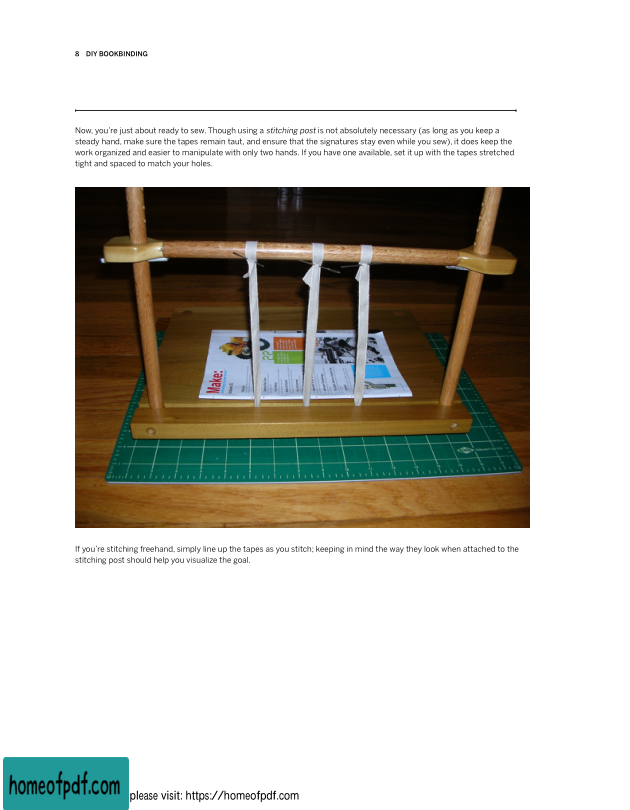 8 DIY BOOKBINDING
Now, you're just about ready to sew. Though using a stitching post is not absolutely necessary (as long as you keep a
steady hand, make sure the tapes remain taut, and ensure that the signatures stay even while you sew), it does keep the
work organized and easier to manipulate with only two hands. If you have one available, set it up with the tapes stretched
tight and spaced to match your holes.
Make:
22
If you're stitching freehand, simply line up the tapes as you stitch; keeping in mind the way they look when attached to the
stitching post should help you visualize the goal.
homeofpdf.com
please visit: https://homeofpdf.com